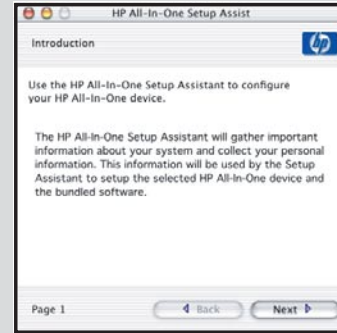 HP All-In-One Setup Assist
Introduction
hp
Use the HP All-In-One Setup Assistant to configure
your HP All-In-One device.
The HP All-In-One Setup Assistant will gather important
information about your system and collect your personal
information. This information will be used by the Setup
Assistant to setup the selected HP All-In-One device and
the bundled software.
Page 1
Back
Next